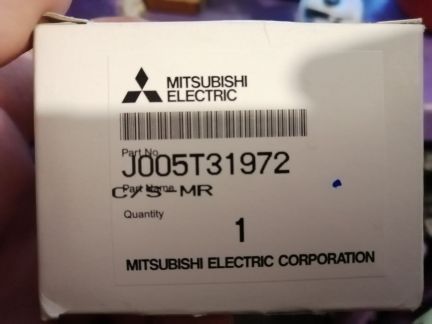 MITSUBISHI
ELECTRIC
Part No.
J005T31972
Part Name
C/S-MR
Quantity
1
MITSUBISHI ELECTRIC CORPORATION